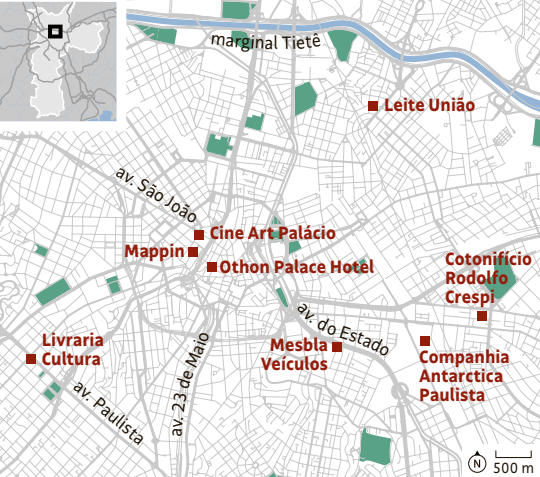 marginal Tietê
Leite União
av. São João
Cine Art Palácio
Mappin
Othon Palace Hotel
Cotonifício
Rodolfo
Crespi
av. do Estado
Livraria
Cultura
Mesbla
Veículos
Companhia
Antarctica
Paulista
av. 23 de Maio
av. Paulista
N
500 m